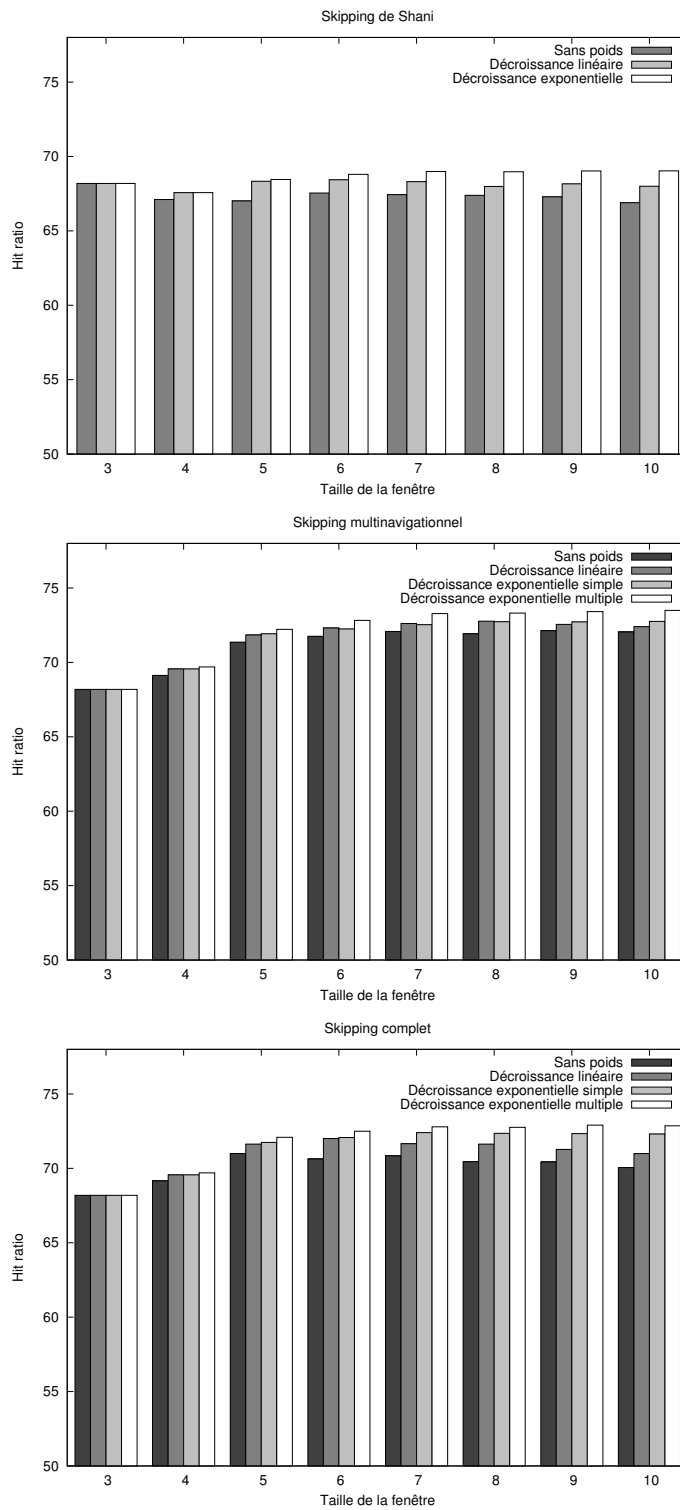 Skipping de Shani
Sans poids
Décroissance linéaire
Décroissance exponentielle
75
70
65
60
55
50
Hit ratio
3 4 5 6 7 8 9 10
Taille de la fenêtre
Skipping multinavigationnel
Sans poids
Décroissance linéaire
Décroissance exponentielle simple
Décroissance exponentielle multiple
75
70
65
60
55
50
Hit ratio
3 4 5 6 7 8 9 10
Taille de la fenêtre
Skipping complet
Sans poids
Décroissance linéaire
Décroissance exponentielle simple
Décroissance exponentielle multiple
75
70
65
60
55
50
Hit ratio
3 4 5 6 7 8 9 10
Taille de la fenêtre